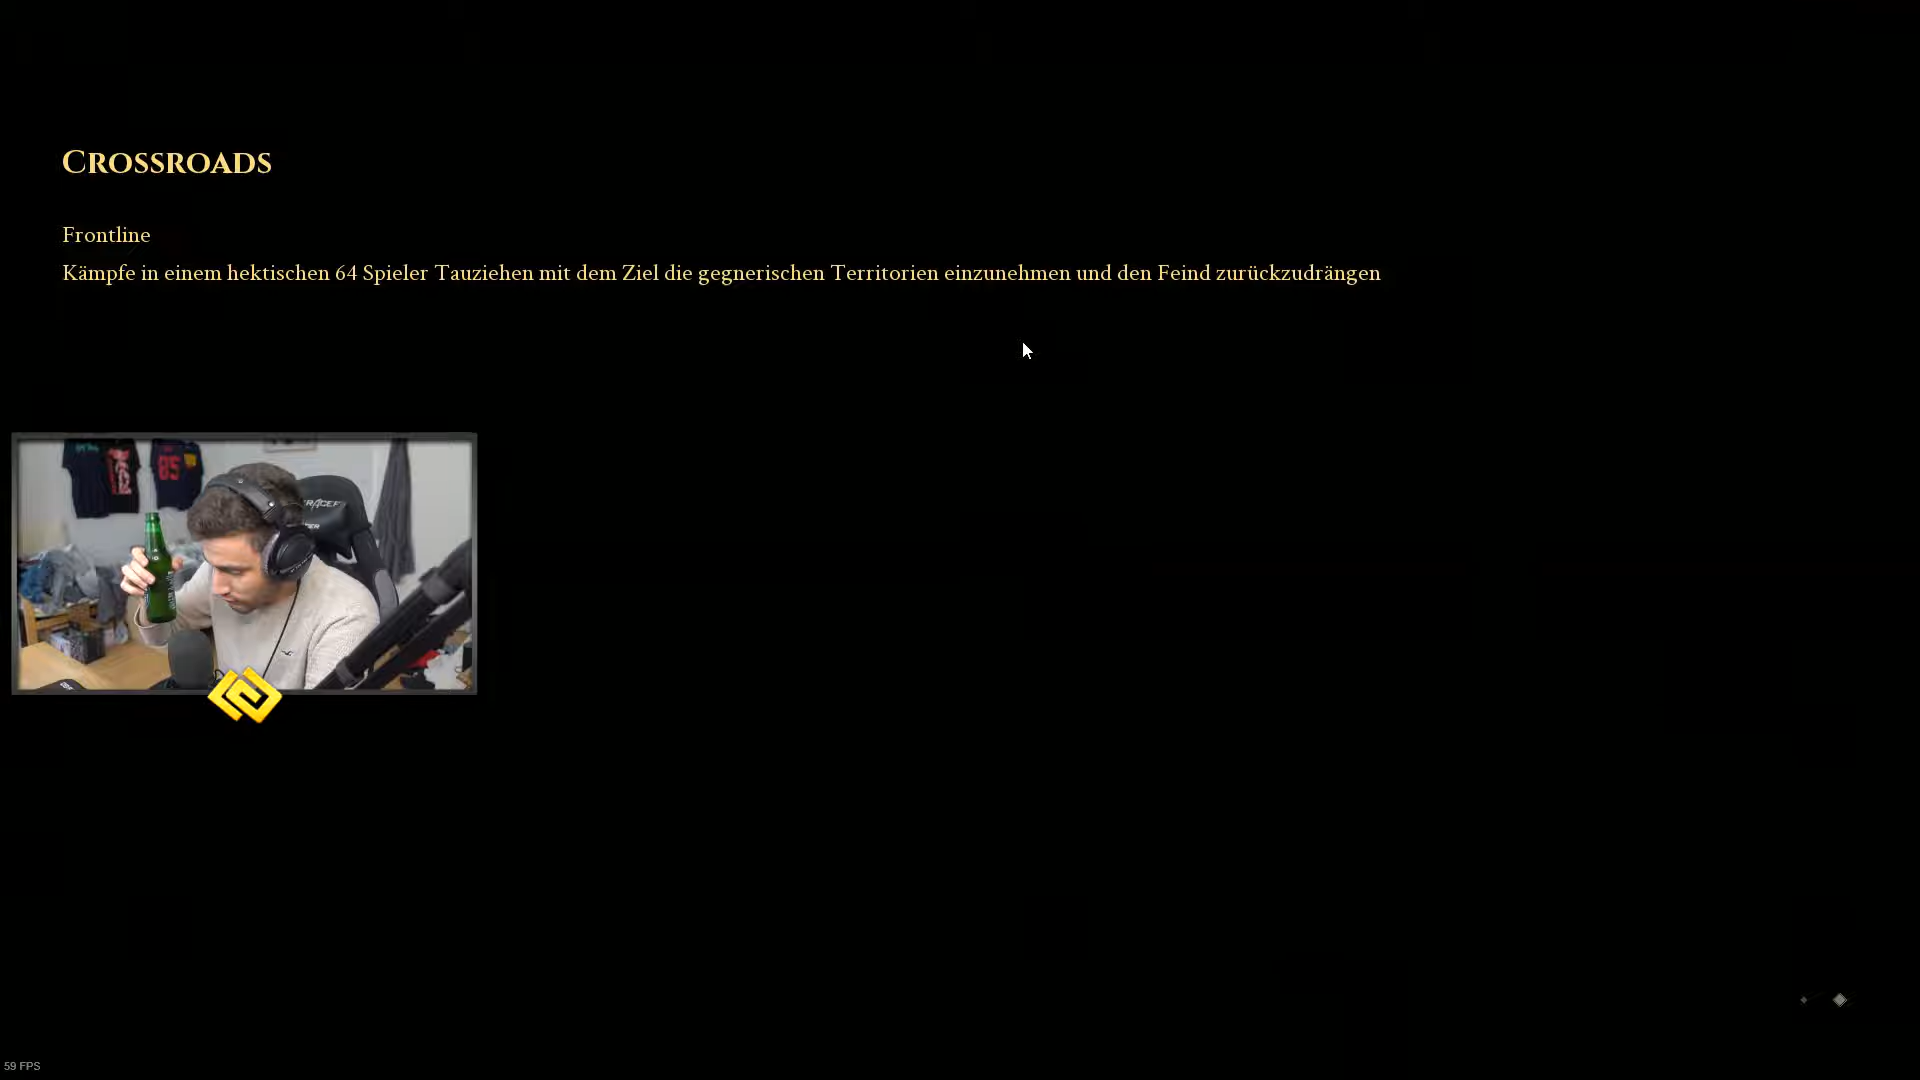 Crossroads
Frontline
Kämpfe in einem hektischen 64 Spieler Tauziehen mit dem Ziel die gegnerischen Territorien einzunehmen und den Feind zurückzudrängen
85
59 FPS